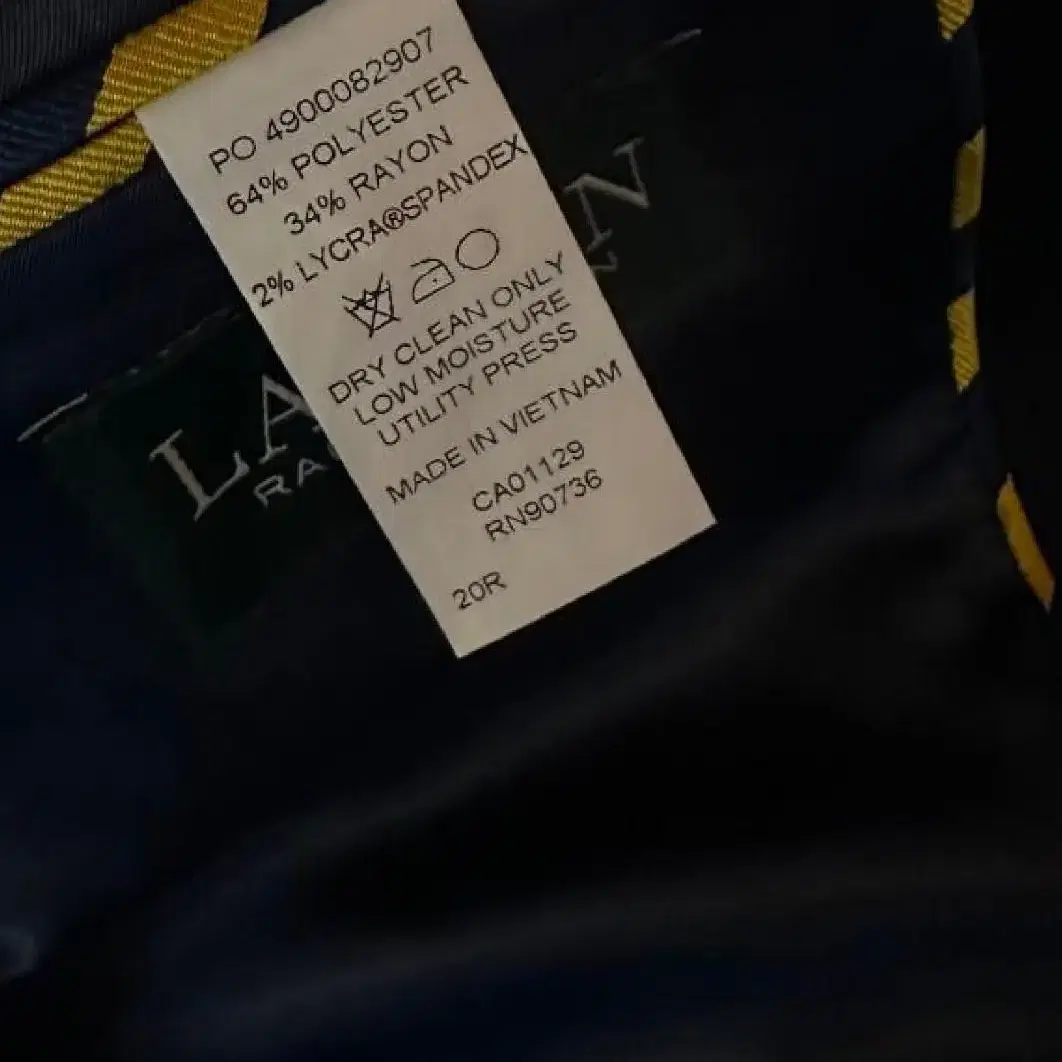 PO 4900082907
64% POLYESTER
34% RAYON
2% LYCRA®SPANDEX
DRY CLEAN ONLY
LOW MOISTURE
UTILITY PRESS
MADE IN VIETNAM
CA01129
RN90736
20R